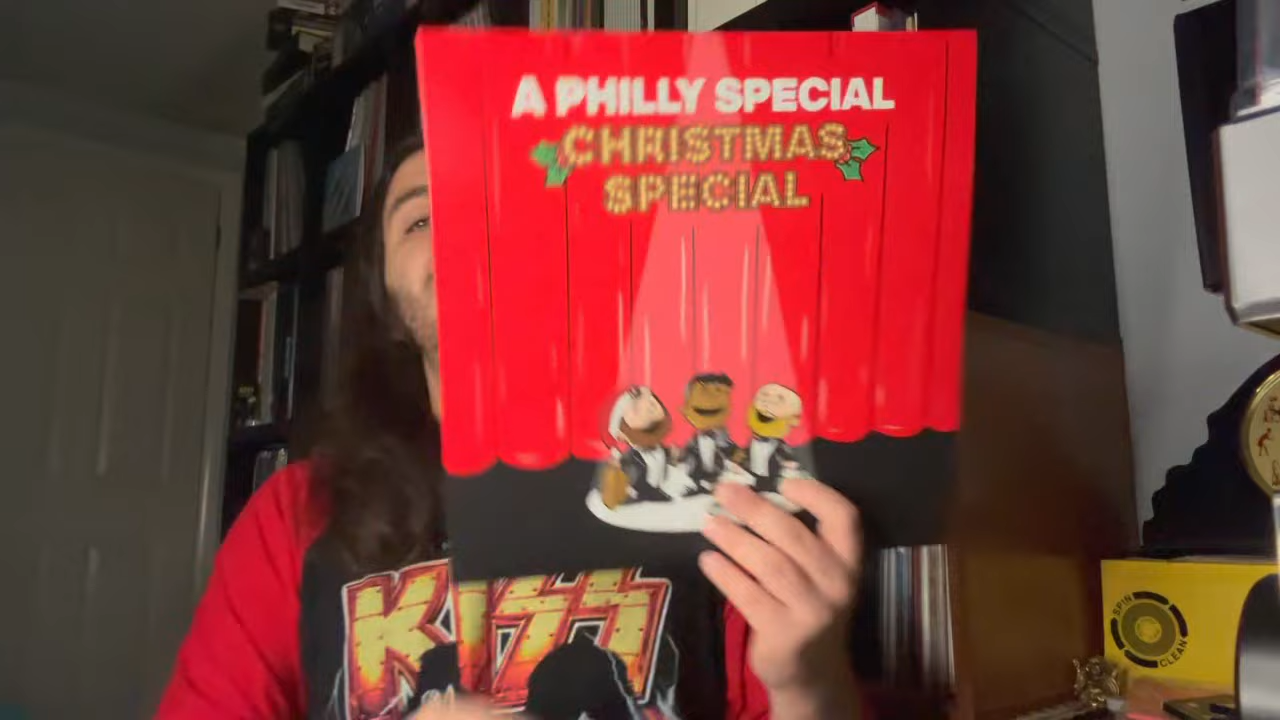 A PHILLY SPECIAL
CHRISTMAS
SPECIAL
KISS
SPIN
CLEAN